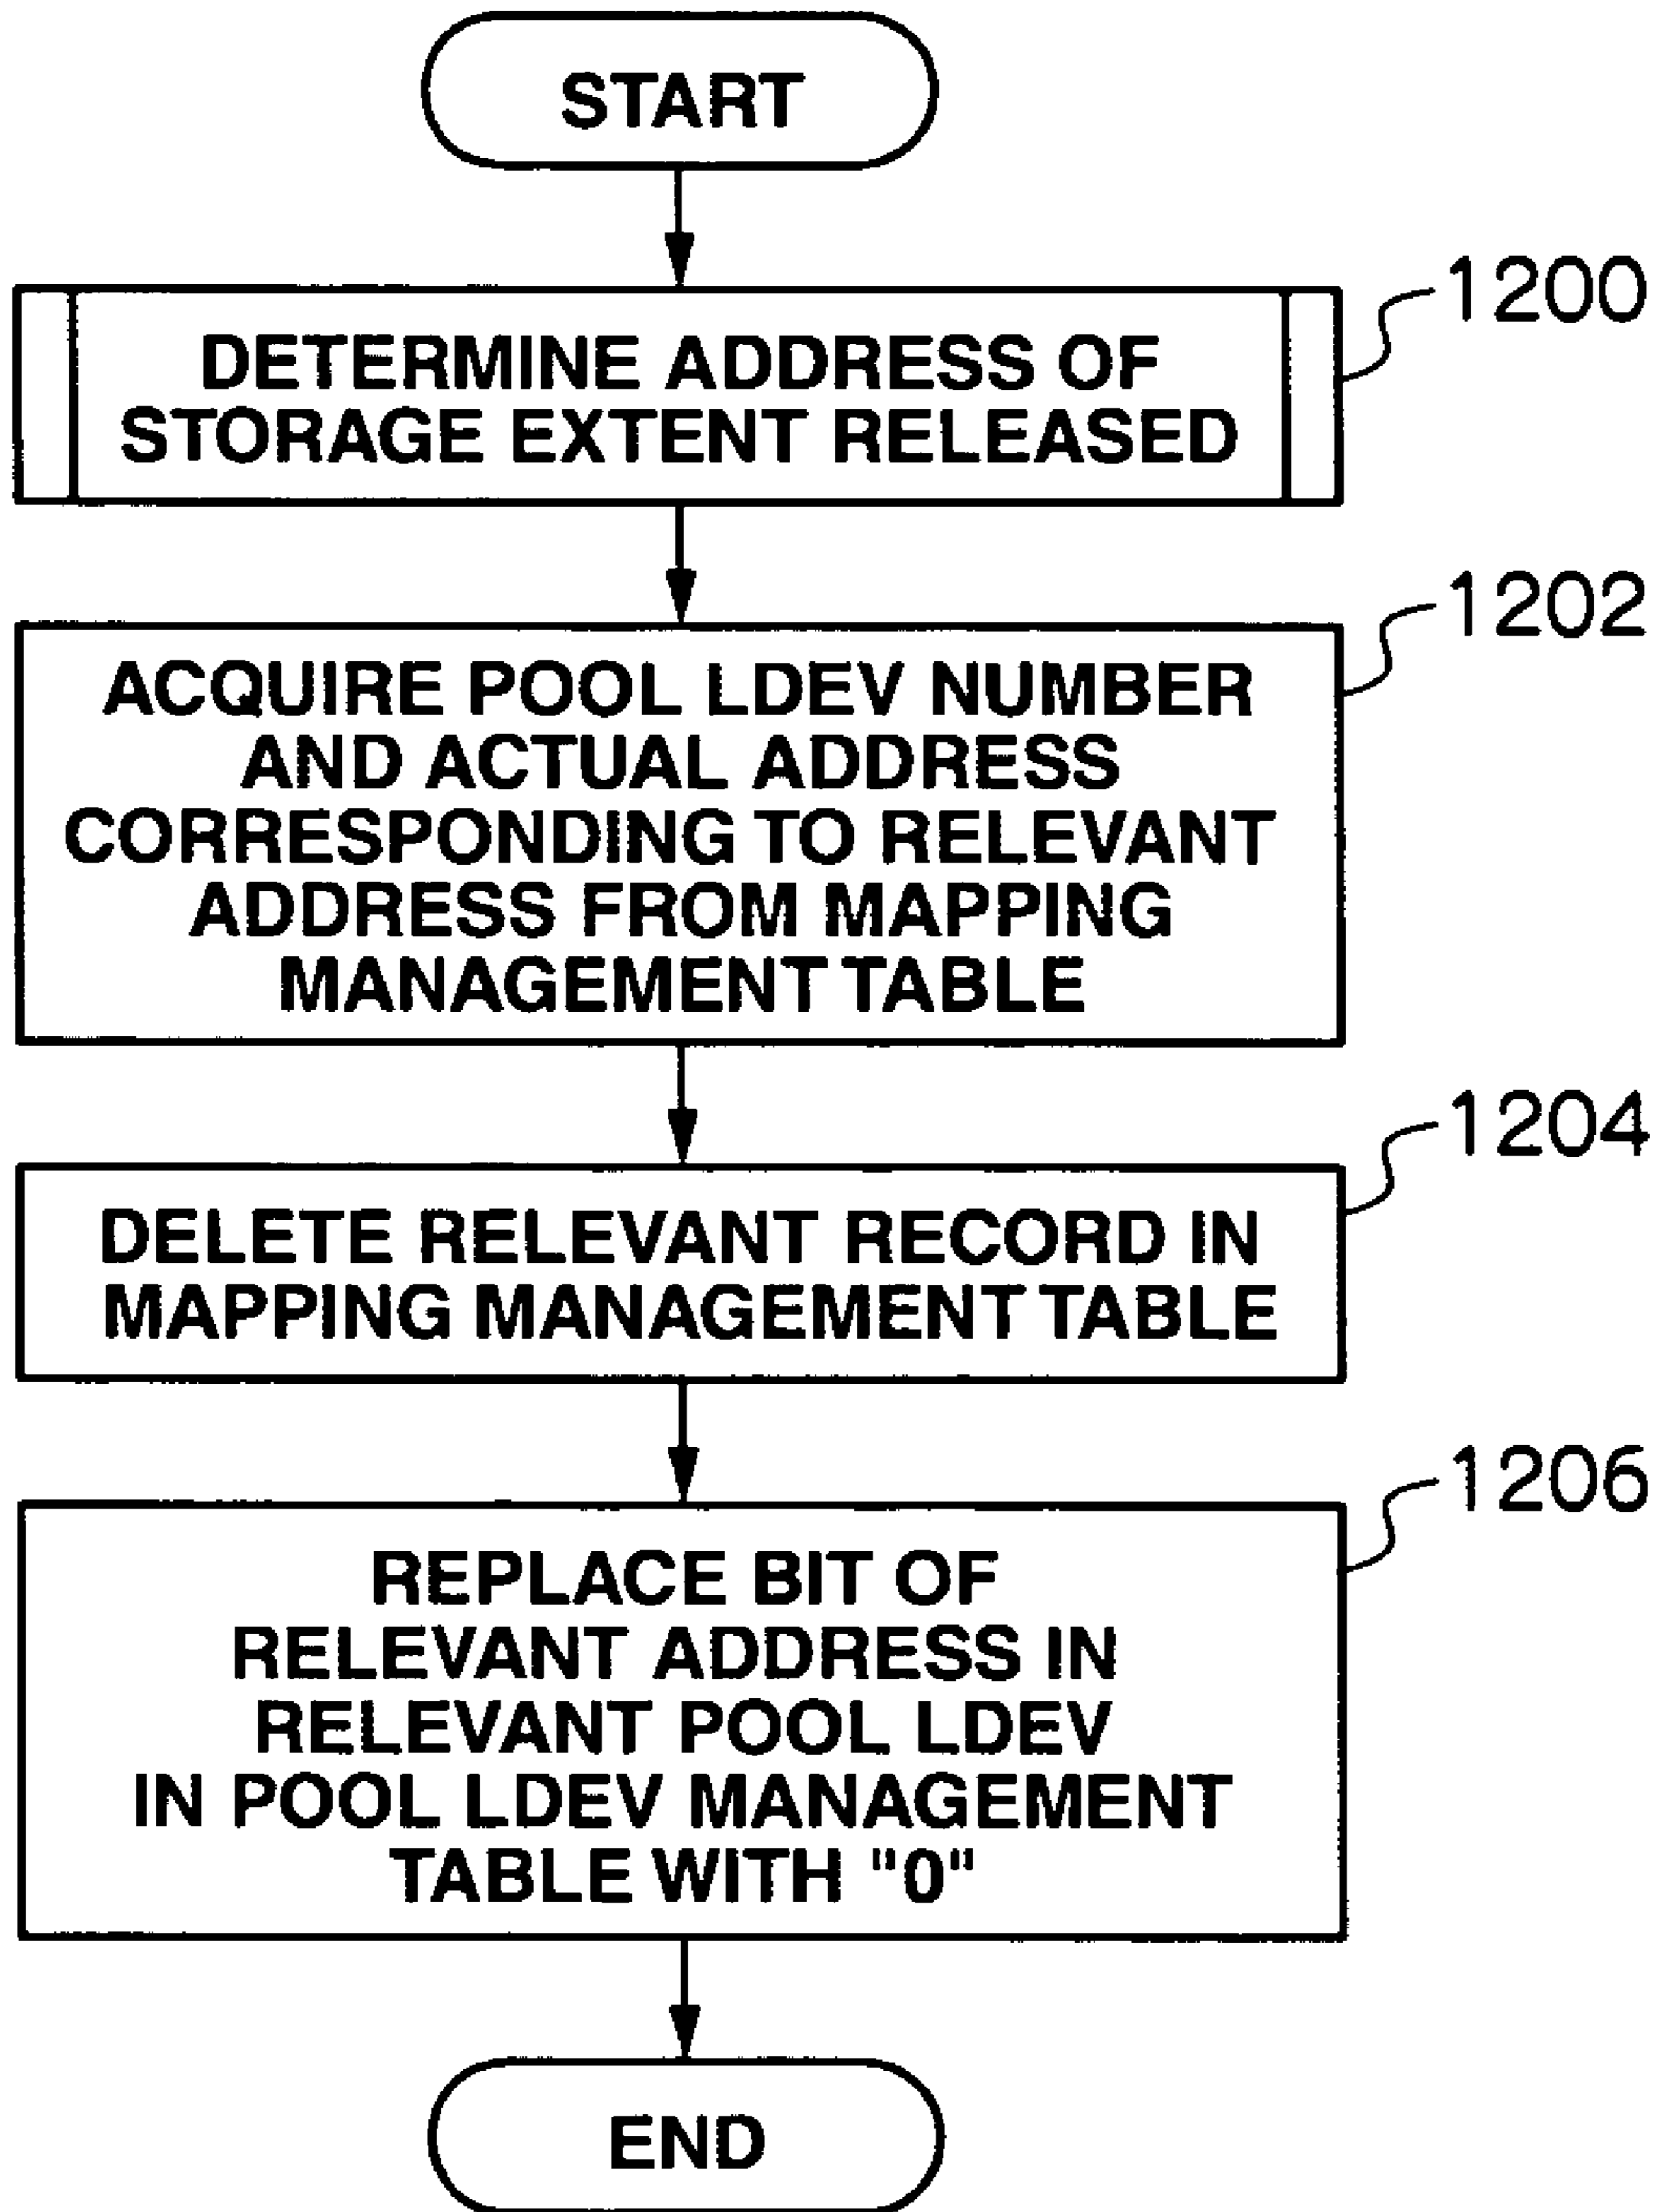 START
1200
DETERMINE ADDRESS OF
STORAGE EXTENT RELEASED
1202
ACQUIRE POOL LDEV NUMBER
AND ACTUAL ADDRESS
CORRESPONDING TO RELEVANT
ADDRESS FROM MAPPING
MANAGEMENT TABLE
1204
DELETE RELEVANT RECORD IN
MAPPING MANAGEMENT TABLE
1206
REPLACE BIT OF
RELEVANT ADDRESS IN
RELEVANT POOL LDEV
IN POOL LDEV MANAGEMENT
TABLE WITH "0"
END